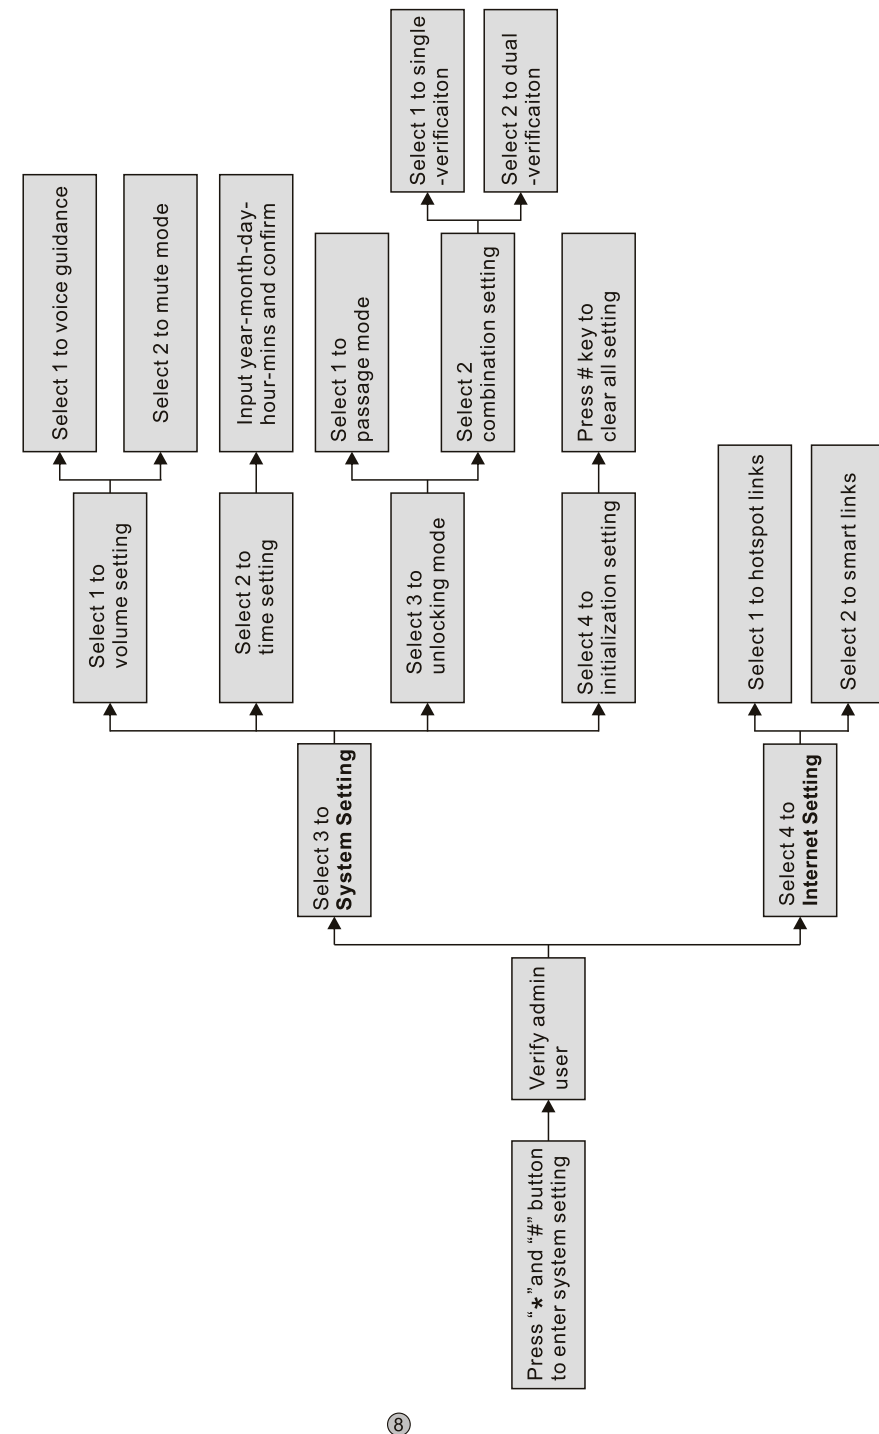 Press “*”and “#” button
to enter system setting
Verify admin
user
Select 3 to
System Setting
Select 1 to
volume setting
Select 1 to voice guidance
Select 2 to mute mode
Select 2 to
time setting
Input year-month-day-
hour-mins and confirm
Select 3 to
unlocking mode
Select 1 to
passage mode
Select 2
combination setting
Select 1 to single
-verificaiton
Select 2 to dual
-verificaiton
Select 4 to
initialization setting
Press # key to
clear all setting
Select 4 to
Internet Setting
Select 1 to hotspot links
Select 2 to smart links
8